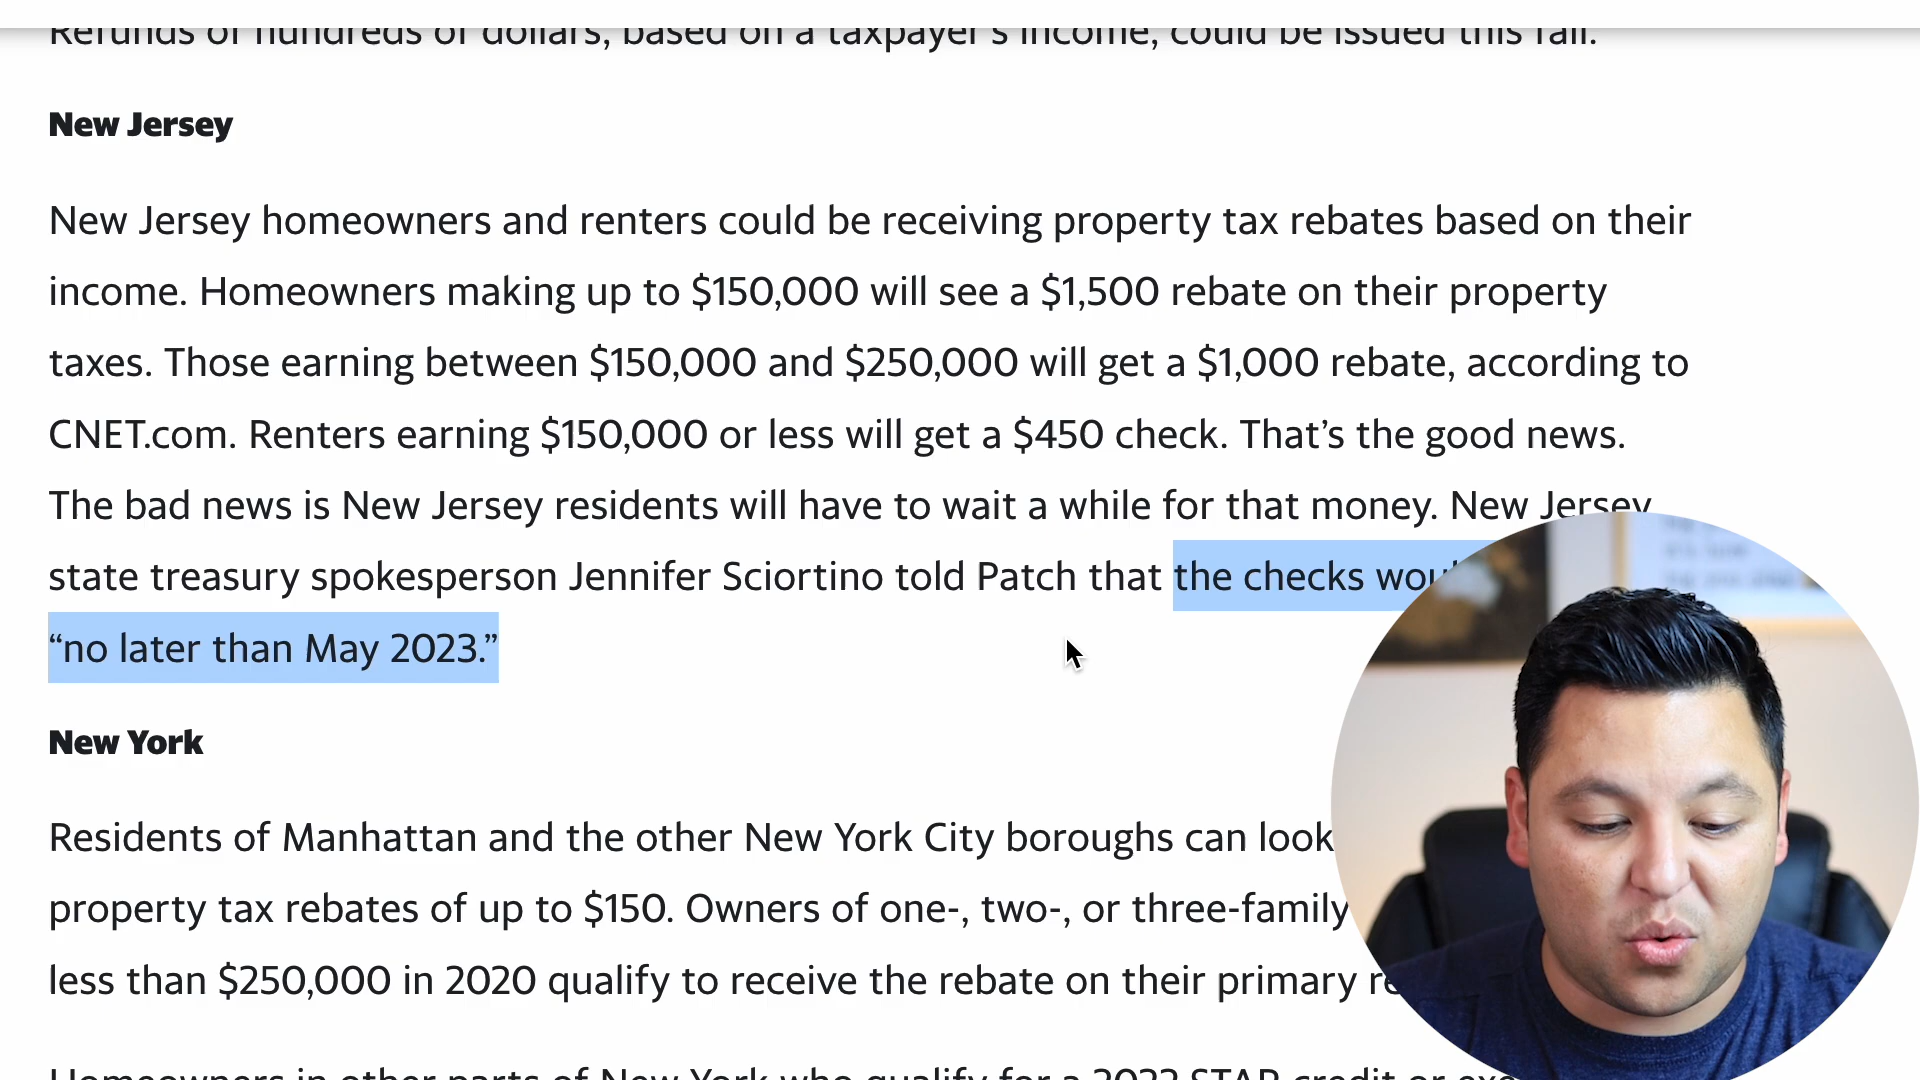 Refunds of hundreds of dollars, based on a taxpayer's income, could be issued this fall.
New Jersey
New Jersey homeowners and renters could be receiving property tax rebates based on their
income. Homeowners making up to $150,000 will see a $1,500 rebate on their property
taxes. Those earning between $150,000 and $250,000 will get a $1,000 rebate, according to
CNET.com. Renters earning $150,000 or less will get a $450 check. That’s the good news.
The bad news is New Jersey residents will have to wait a while for that money. New Jersey
state treasury spokesperson Jennifer Sciortino told Patch that the checks
“no later than May 2023.”
New York
Residents of Manhattan and the other New York City boroughs can look
property tax rebates of up to $150. Owners of one-, two-, or three-family
less than $250,000 in 2020 qualify to receive the rebate on their primary
Homeowners in other parts of New York who qualify for a 2022 STAR credit or